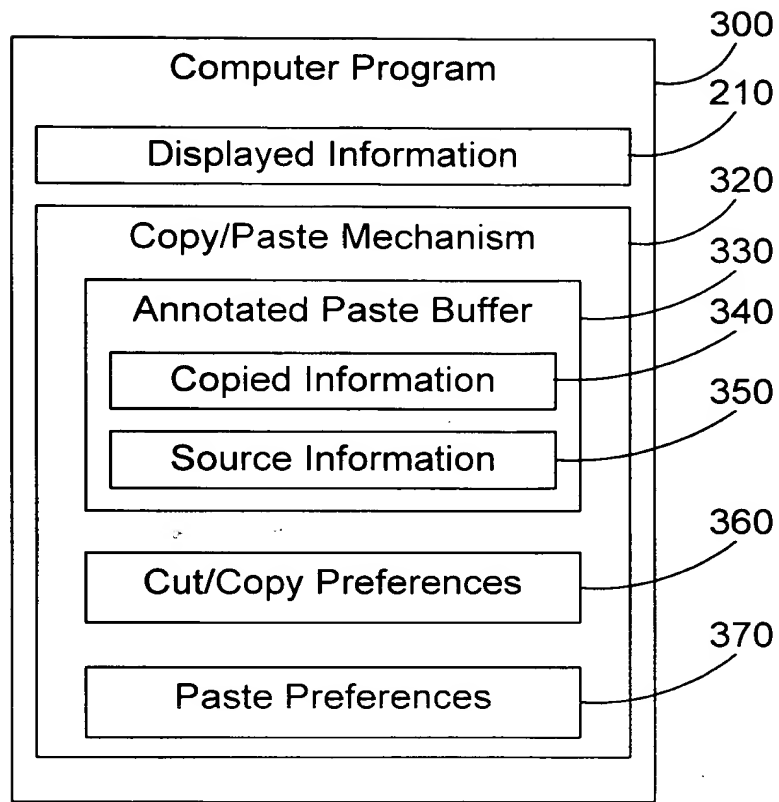 Computer Program
300
Displayed Information
210
Copy/Paste Mechanism
320
Annotated Paste Buffer
330
Copied Information
340
Source Information
350
Cut/Copy Preferences
360
Paste Preferences
370